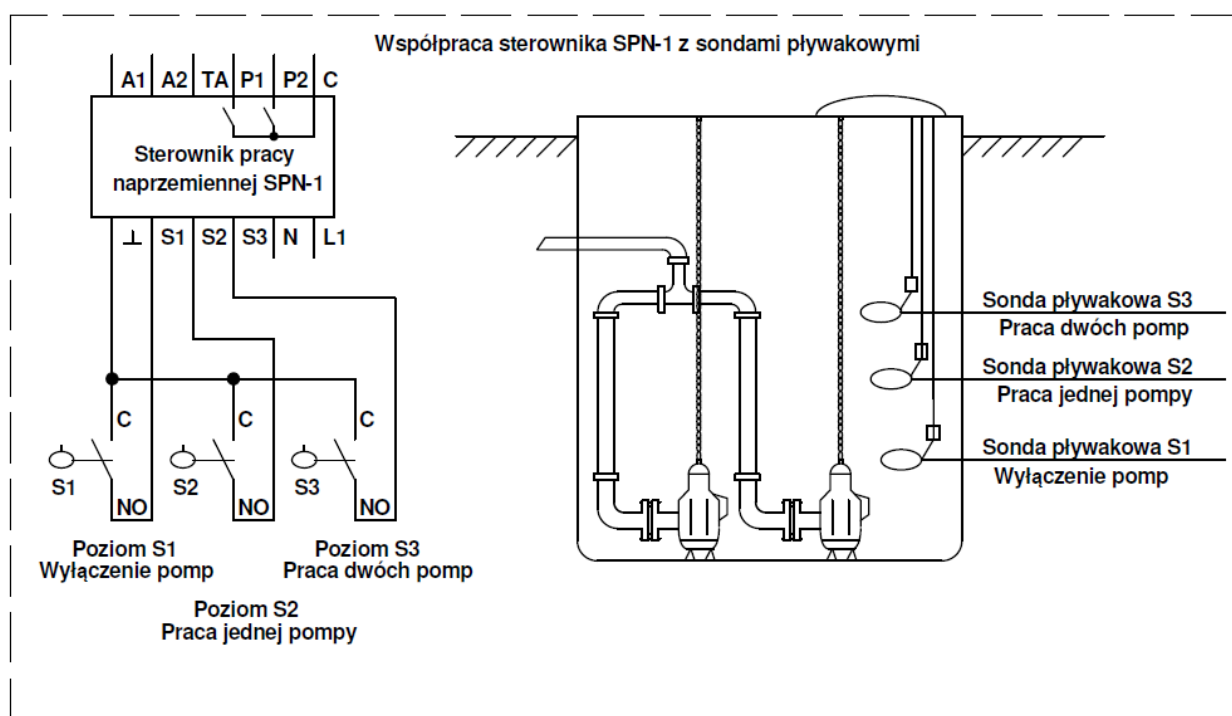 Współpraca sterownika SPN-1 z sondami pływakowymi
A1 A2 TA P1 P2 C
Sterownik pracy
naprzemiennej SPN-1
⊥ S1 S2 S3 N L1
C C C
S1 S2 S3
NO NO NO
Poziom S1
Wyłączenie pomp
Poziom S3
Praca dwóch pomp
Poziom S2
Praca jednej pompy
Sonda pływakowa S3
Praca dwóch pomp
Sonda pływakowa S2
Praca jednej pompy
Sonda pływakowa S1
Wyłączenie pomp